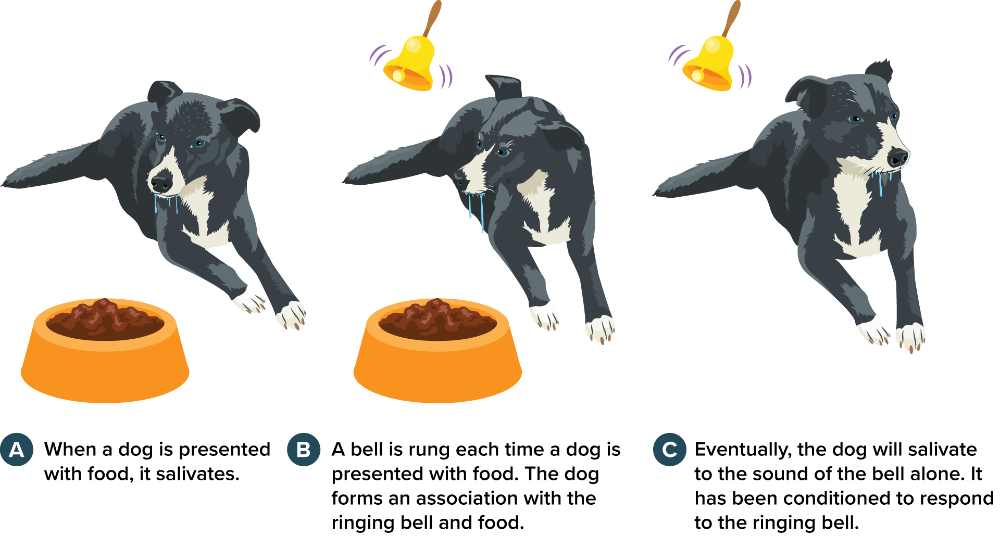 A When a dog is presented
with food, it salivates.
B A bell is rung each time a dog is
presented with food. The dog
forms an association with the
ringing bell and food.
C Eventually, the dog will salivate
to the sound of the bell alone. It
has been conditioned to respond
to the ringing bell.